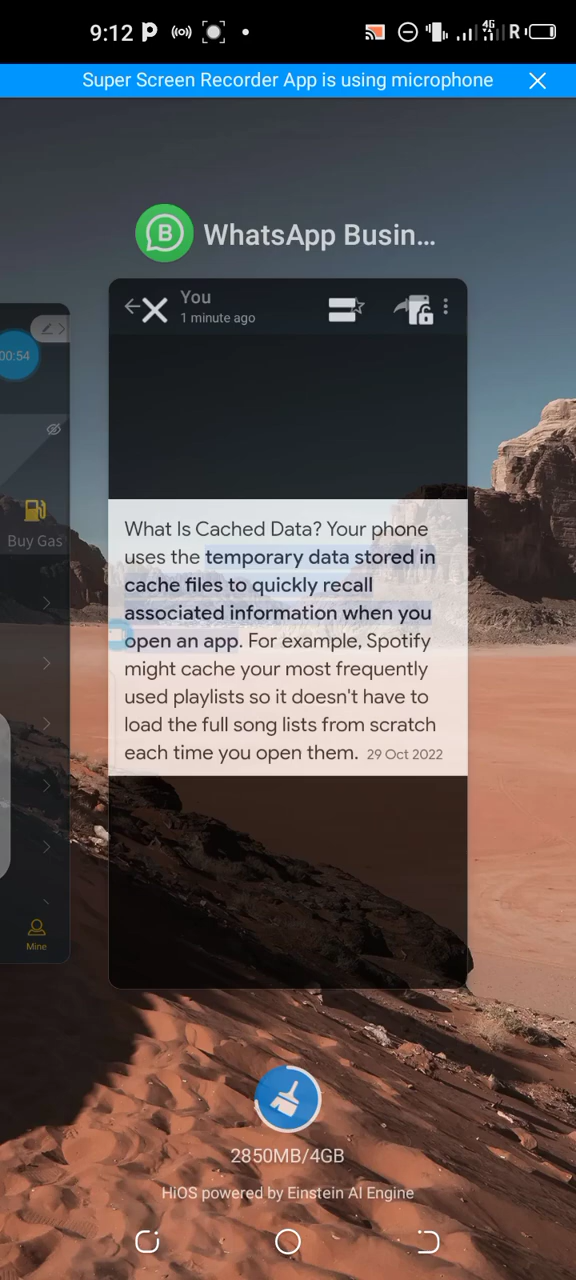 9:12
4G
R
Super Screen Recorder App is using microphone
WhatsApp Busin...
You
1 minute ago
00:54
Buy Gas
What Is Cached Data? Your phone
uses the temporary data stored in
cache files to quickly recall
associated information when you
open an app. For example, Spotify
might cache your most frequently
used playlists so it doesn't have to
load the full song lists from scratch
each time you open them. 29 Oct 2022
Mine
2850MB/4GB
HiOS powered by Einstein AI Engine